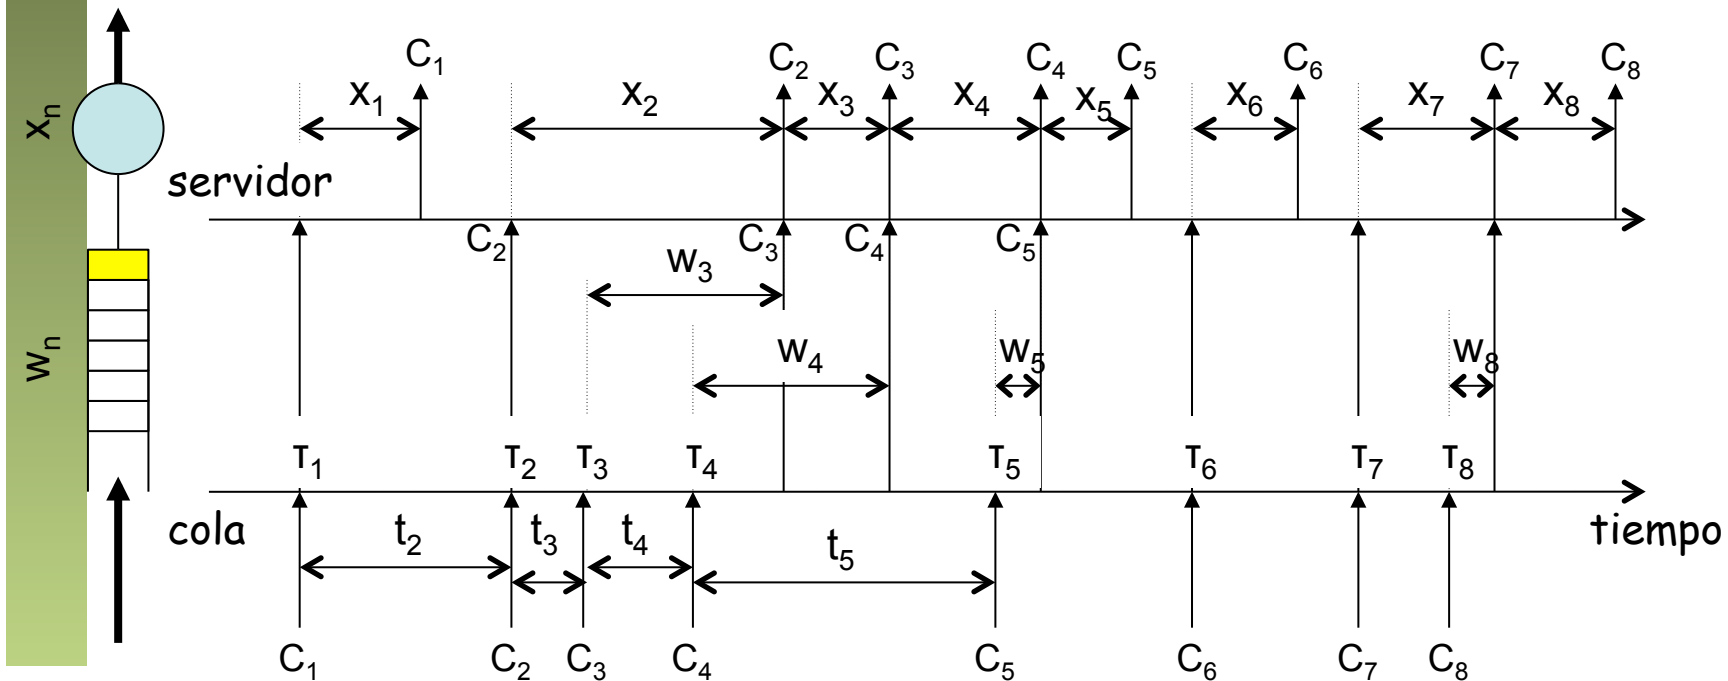 C₁ C₂ C₃ C₄ C₅ C₆ C₇ C₈
x₁ x₂ x₃ x₄ x₅ x₆ x₇ x₈
xₙ
servidor
C₂ C₃ C₄ C₅
w₃
wₙ
w₄ w₅ w₈
τ₁ τ₂ τ₃ τ₄ τ₅ τ₆ τ₇ τ₈
cola t₂ t₃ t₄ t₅ tiempo
C₁ C₂ C₃ C₄ C₅ C₆ C₇ C₈